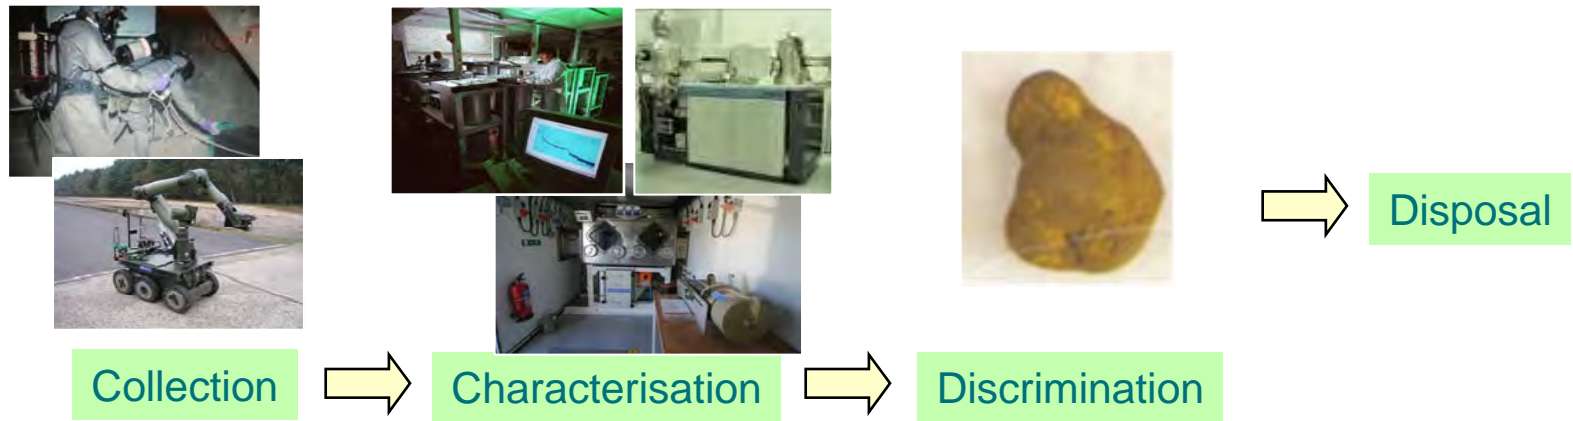 Disposal
Collection
Characterisation
Discrimination